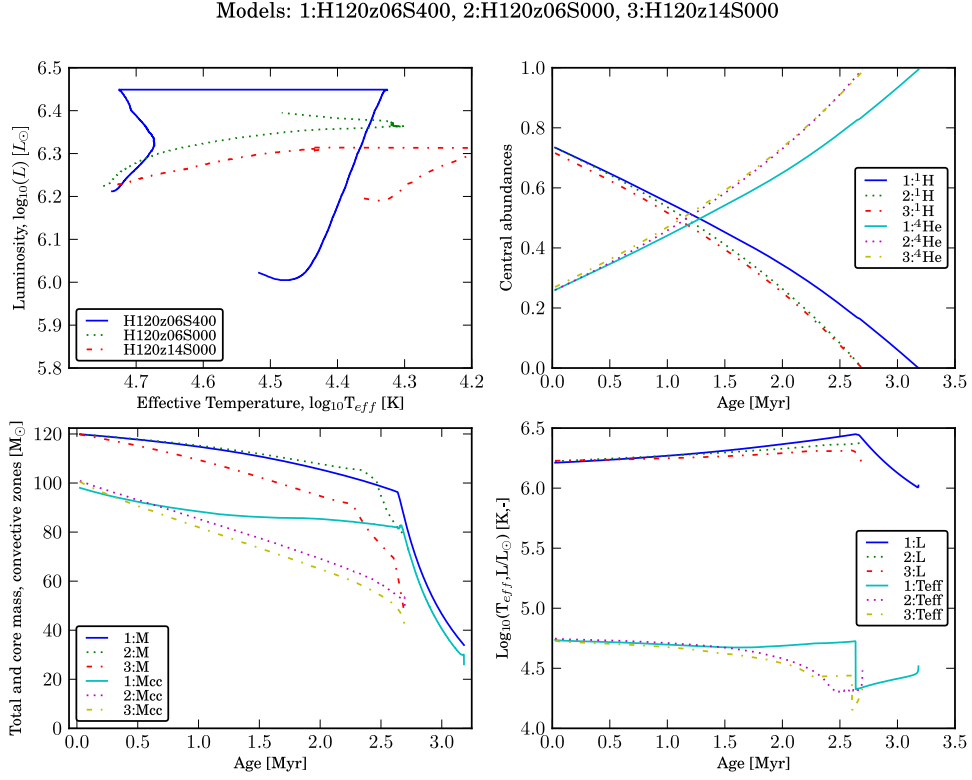 Models: 1:H120z06S400, 2:H120z06S000, 3:H120z14S000
6.5
6.4
6.3
6.2
6.1
6.0
5.9
5.8
4.7 4.6 4.5 4.4 4.3 4.2
Luminosity, log₁₀(L) [L⊙]
Effective Temperature, log₁₀T_eff [K]
H120z06S400
H120z06S000
H120z14S000
1.0
0.8
0.6
0.4
0.2
0.0
0.0 0.5 1.0 1.5 2.0 2.5 3.0 3.5
Central abundances
Age [Myr]
1:¹H
2:¹H
3:¹H
1:⁴He
2:⁴He
3:⁴He
120
100
80
60
40
20
0
0.0 0.5 1.0 1.5 2.0 2.5 3.0
Total and core mass, convective zones [M⊙]
Age [Myr]
1:M
2:M
3:M
1:Mcc
2:Mcc
3:Mcc
6.5
6.0
5.5
5.0
4.5
4.0
0.0 0.5 1.0 1.5 2.0 2.5 3.0 3.5
Log₁₀(T_eff,L/L⊙) [K,-]
Age [Myr]
1:L
2:L
3:L
1:Teff
2:Teff
3:Teff